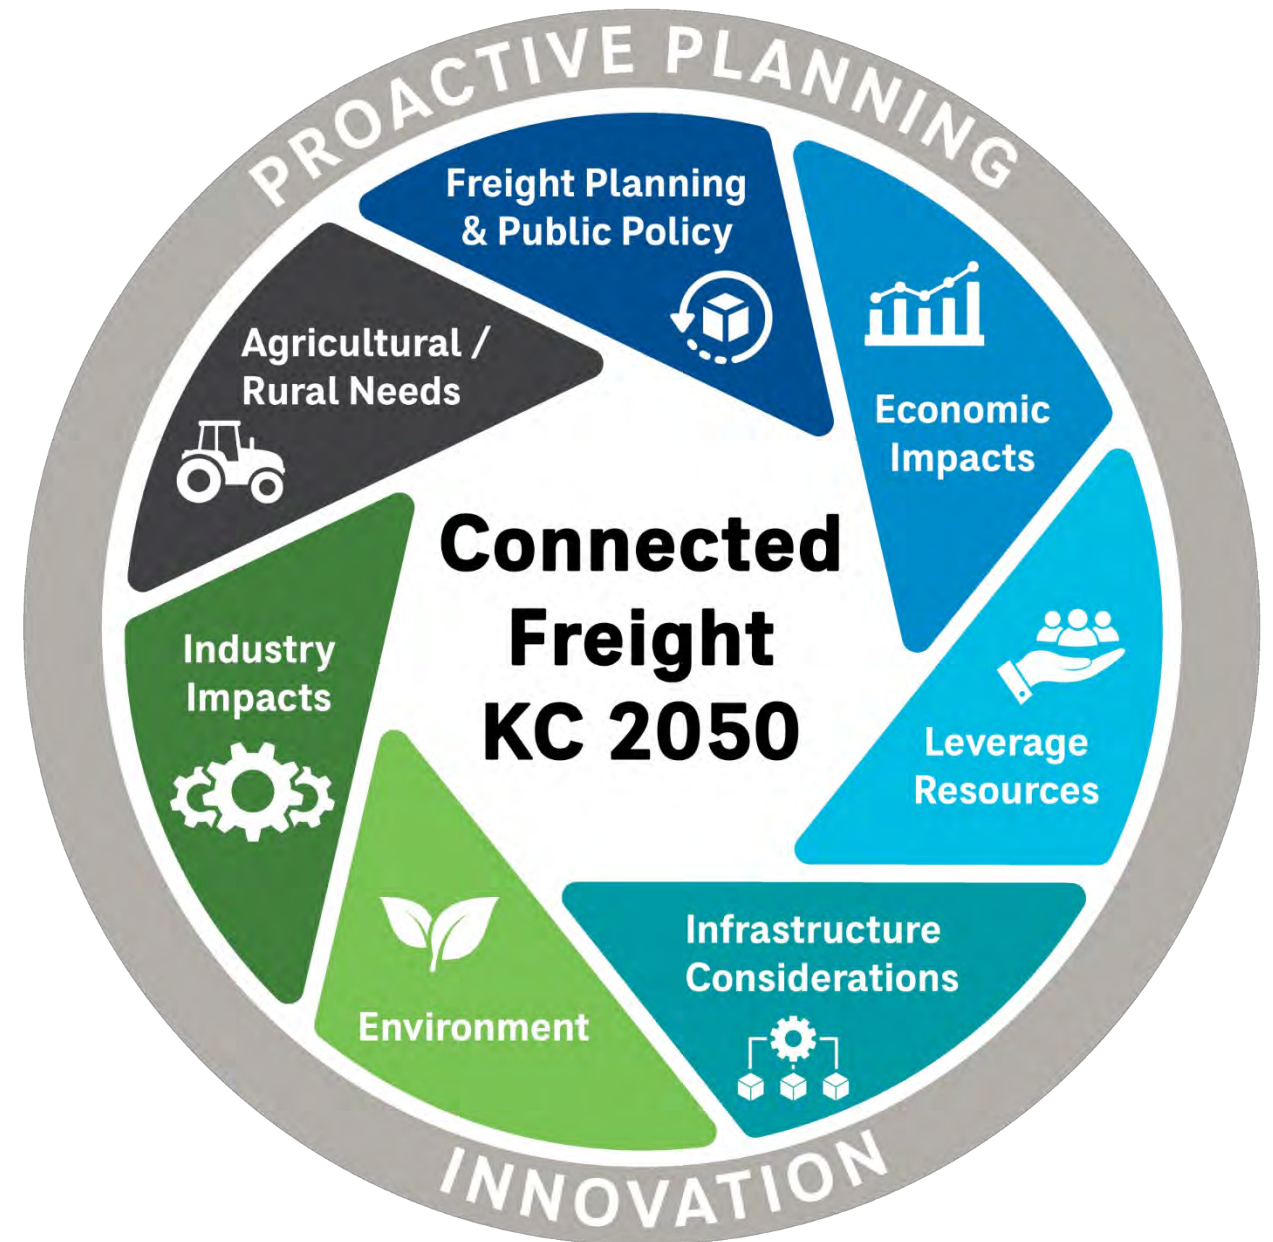 PROACTIVE PLANNING
Freight Planning
& Public Policy
Economic
Impacts
Leverage
Resources
Infrastructure
Considerations
Environment
Industry
Impacts
Agricultural /
Rural Needs
Connected
Freight
KC 2050
INNOVATION